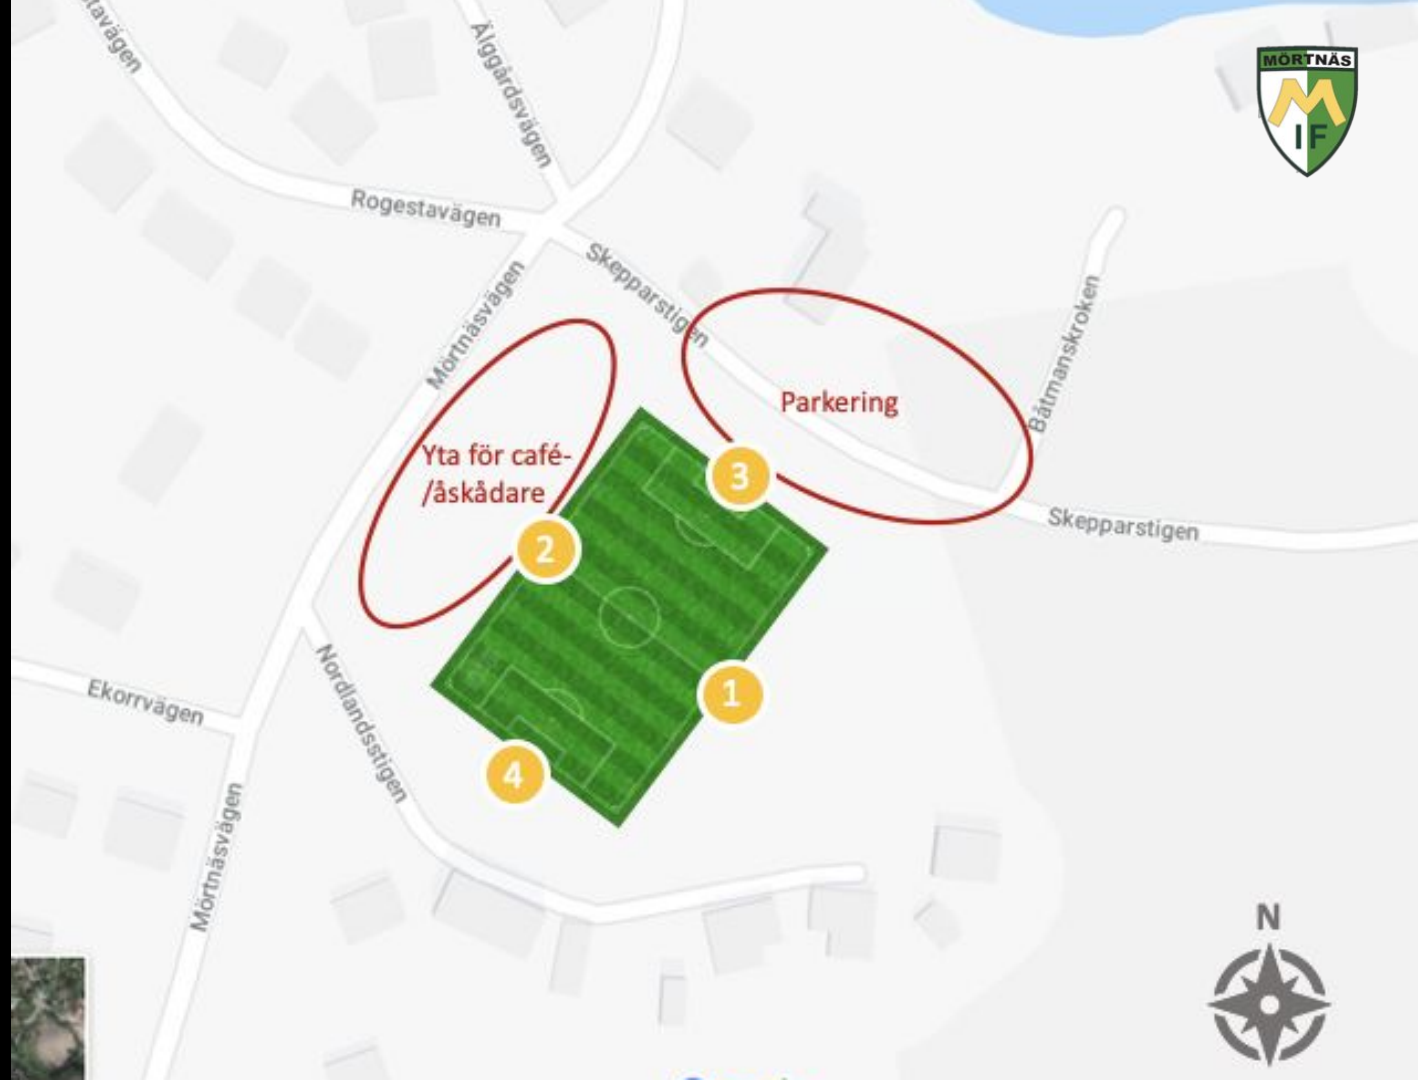 tavägen
Älggårdsvägen
MÖRTNÄS
M
IF
Rogestavägen
Skepparstigen
Mörtnäsvägen
Båtmanskroken
Parkering
Yta för café-
/åskådare
3
Skepparstigen
2
1
Nordlandsstigen
Ekorrvägen
4
Mörtnäsvägen
N